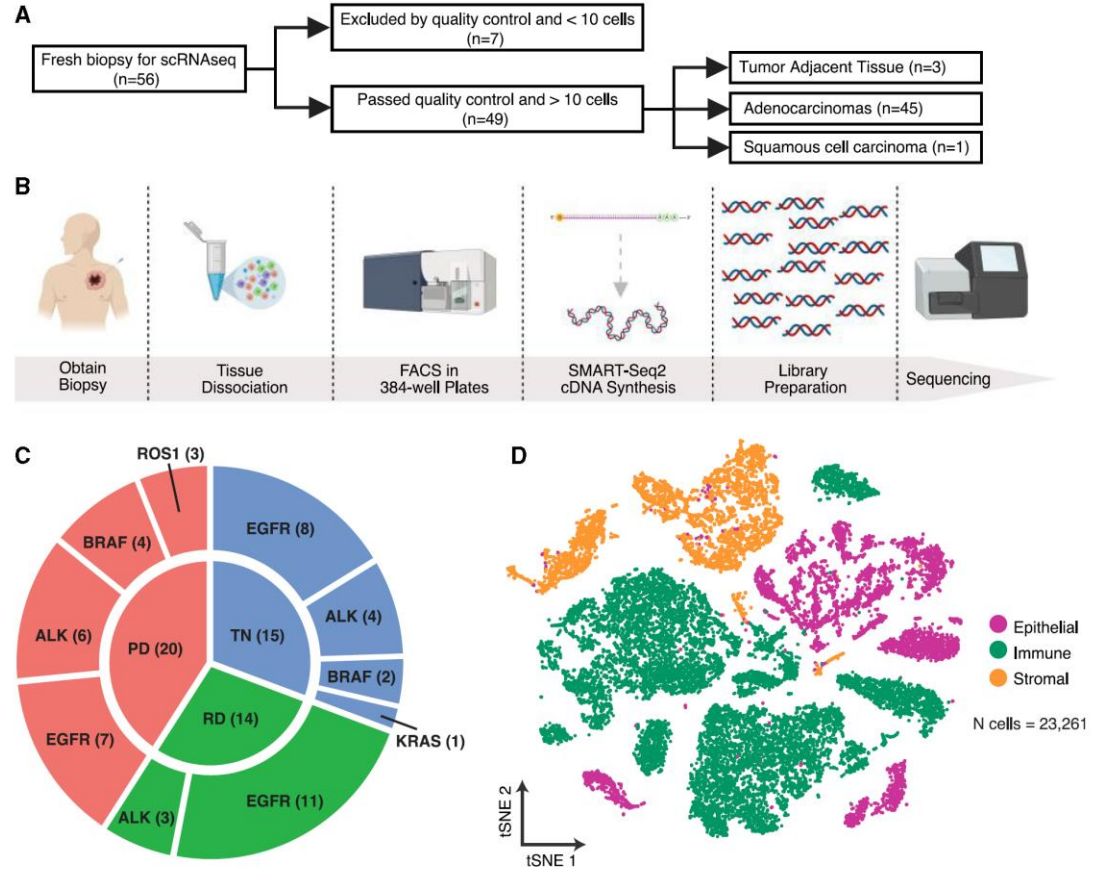 A
Fresh biopsy for scRNAseq
(n=56)
Excluded by quality control and < 10 cells
(n=7)
Passed quality control and > 10 cells
(n=49)
Tumor Adjacent Tissue (n=3)
Adenocarcinomas (n=45)
Squamous cell carcinoma (n=1)
B
Obtain
Biopsy
Tissue
Dissociation
FACS in
384-well Plates
SMART-Seq2
cDNA Synthesis
Library
Preparation
Sequencing
C
ROS1 (3)
BRAF (4)
ALK (6)
EGFR (7)
PD (20)
TN (15)
RD (14)
EGFR (8)
ALK (4)
BRAF (2)
KRAS (1)
EGFR (11)
ALK (3)
D
Epithelial
Immune
Stromal
N cells = 23,261
tSNE 2
tSNE 1